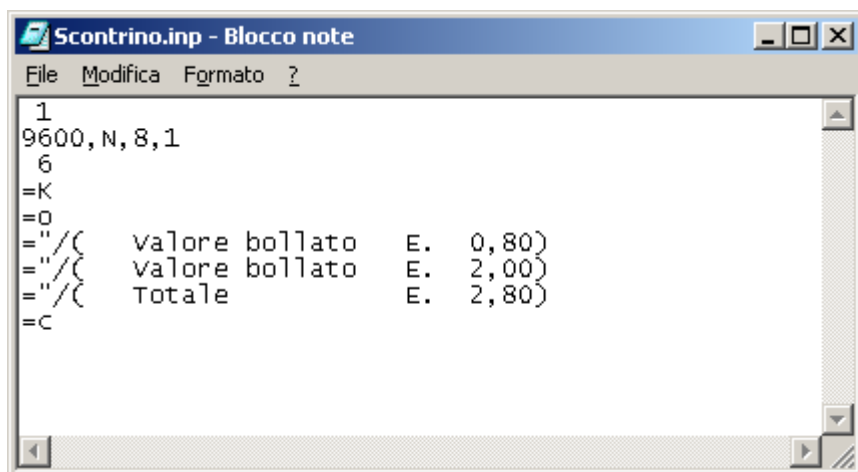 Scontrino.inp - Blocco note
File Modifica Formato ?
1
9600,N,8,1
6
=K
=O
="/(   Valore bollato   E.   0,80)
="/(   Valore bollato   E.   2,00)
="/(   Totale           E.   2,80)
=C